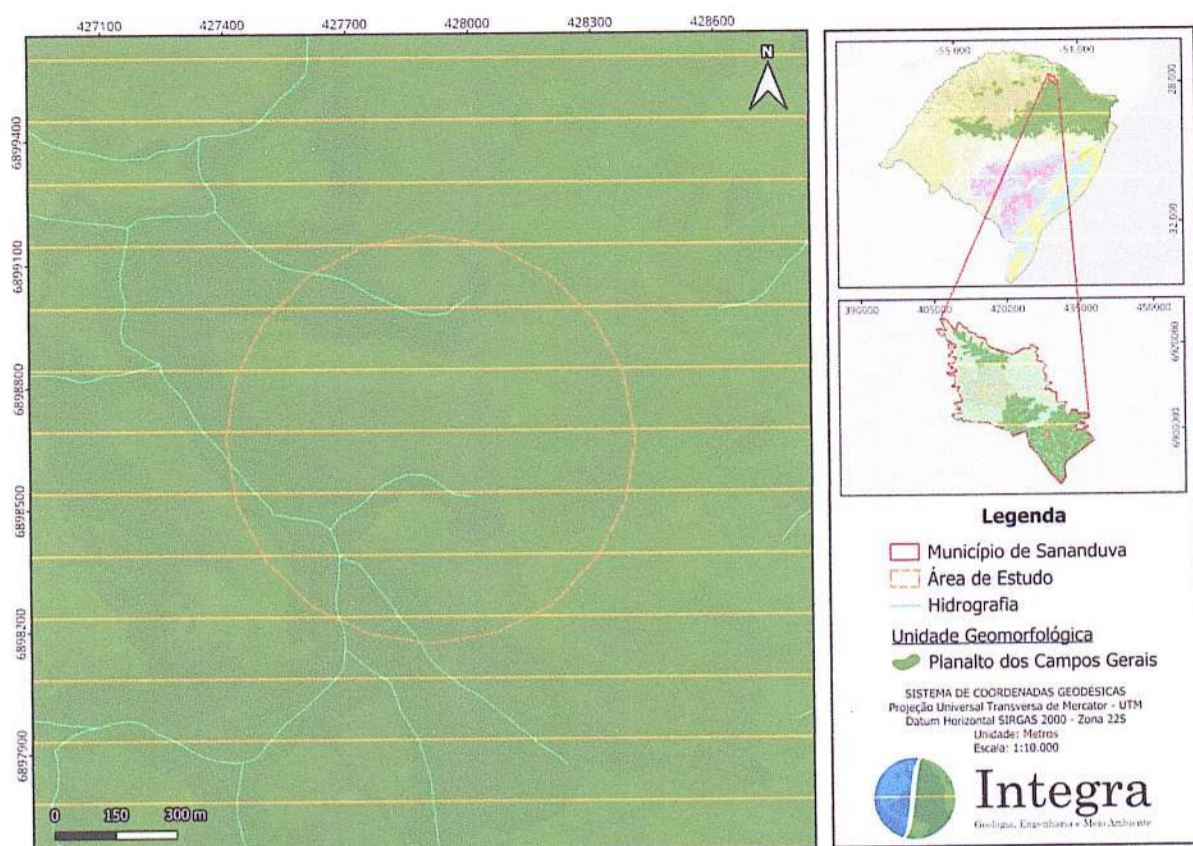 427100
427400
427700
428000
428300
428600
6899400
6899100
6898800
6898500
6898200
6897900
N
0 150 300 m
-55.000
-51.000
28.000
32.000
390000
405000
420000
435000
450000
6920000
6900000
Legenda
Município de Sananduva
Área de Estudo
Hidrografia
Unidade Geomorfológica
Planalto dos Campos Gerais
SISTEMA DE COORDENADAS GEODÉSICAS
Projeção Universal Transversa de Mercator - UTM
Datum Horizontal SIRGAS 2000 - Zona 22S
Unidade: Metros
Escala: 1:10.000
Integra
Geologia, Engenharia e Meio Ambiente